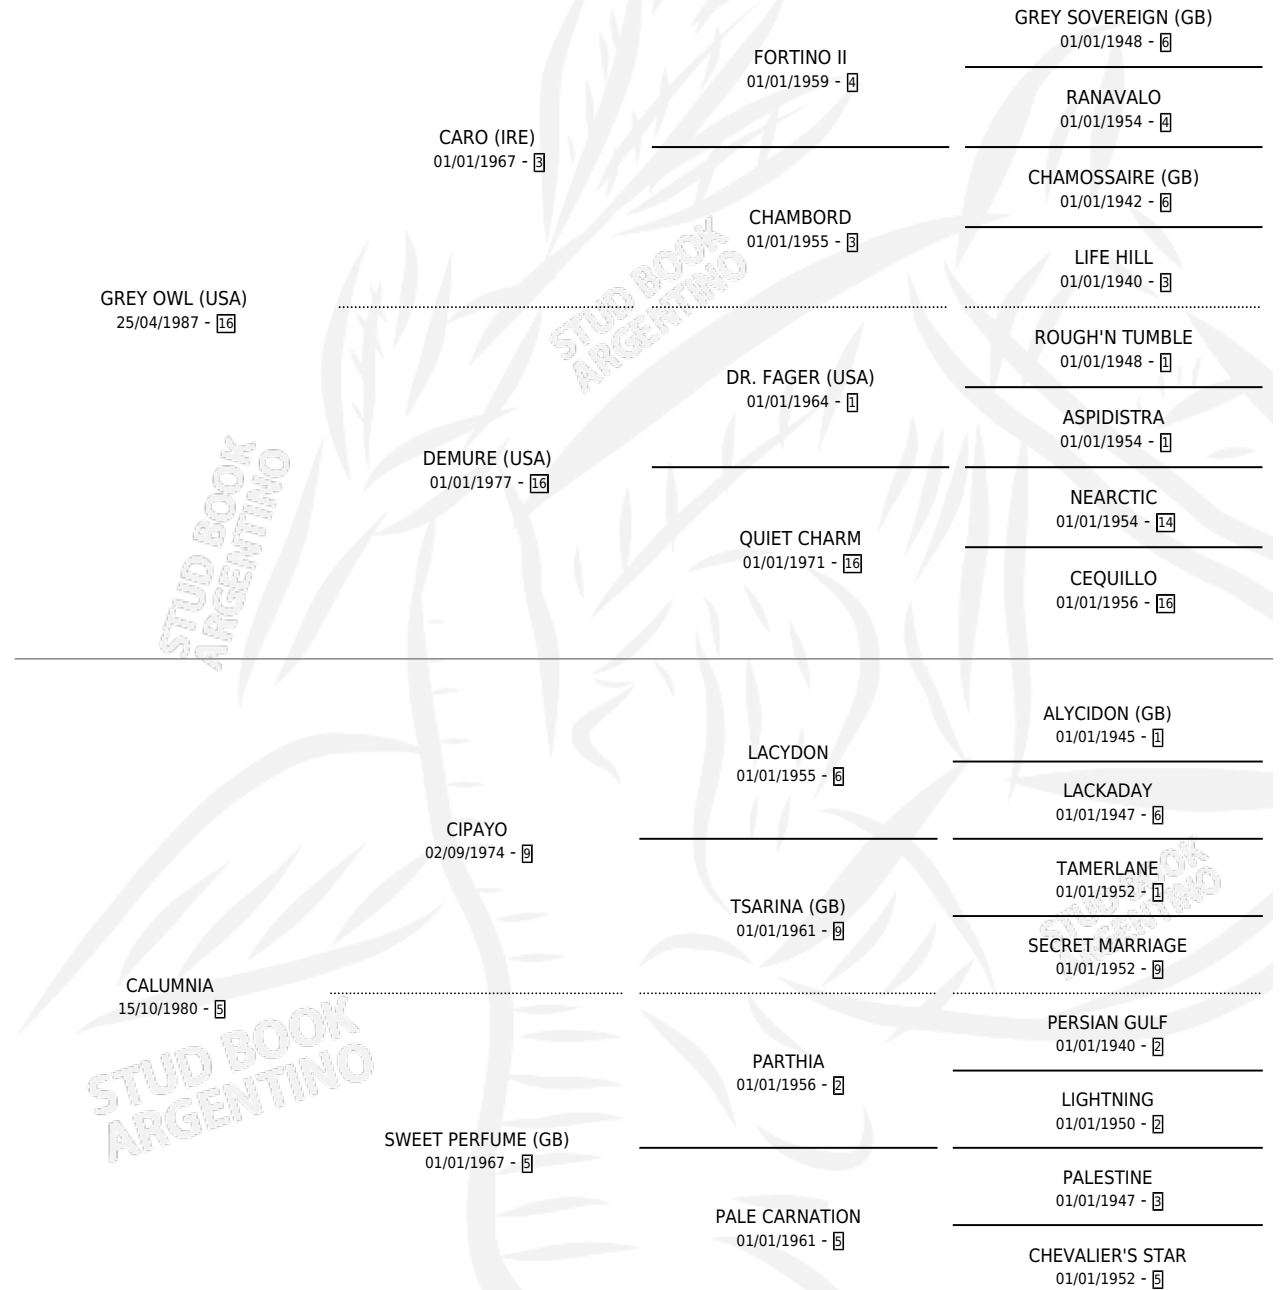 GREY SOVEREIGN (GB)
01/01/1948 - 6
FORTINO II
01/01/1959 - 4
RANAVALO
01/01/1954 - 4
CARO (IRE)
01/01/1967 - 3
CHAMOSSAIRE (GB)
01/01/1942 - 6
CHAMBORD
01/01/1955 - 3
LIFE HILL
01/01/1940 - 3
GREY OWL (USA)
25/04/1987 - 16
ROUGH'N TUMBLE
01/01/1948 - 1
DR. FAGER (USA)
01/01/1964 - 1
ASPIDISTRA
01/01/1954 - 1
DEMURE (USA)
01/01/1977 - 16
NEARCTIC
01/01/1954 - 14
QUIET CHARM
01/01/1971 - 16
CEQUILLO
01/01/1956 - 16
ALYCIDON (GB)
01/01/1945 - 1
LACYDON
01/01/1955 - 6
LACKADAY
01/01/1947 - 6
CIPAYO
02/09/1974 - 9
TAMERLANE
01/01/1952 - 1
TSARINA (GB)
01/01/1961 - 9
SECRET MARRIAGE
01/01/1952 - 9
CALUMNIA
15/10/1980 - 5
PERSIAN GULF
01/01/1940 - 2
PARTHIA
01/01/1956 - 2
LIGHTNING
01/01/1950 - 2
SWEET PERFUME (GB)
01/01/1967 - 5
PALESTINE
01/01/1947 - 3
PALE CARNATION
01/01/1961 - 5
CHEVALIER'S STAR
01/01/1952 - 5
STUD BOOK
ARGENTINO
STUD BOOK
ARGENTINO
STUD BOOK
ARGENTINO
STUD BOOK
ARGENTINO